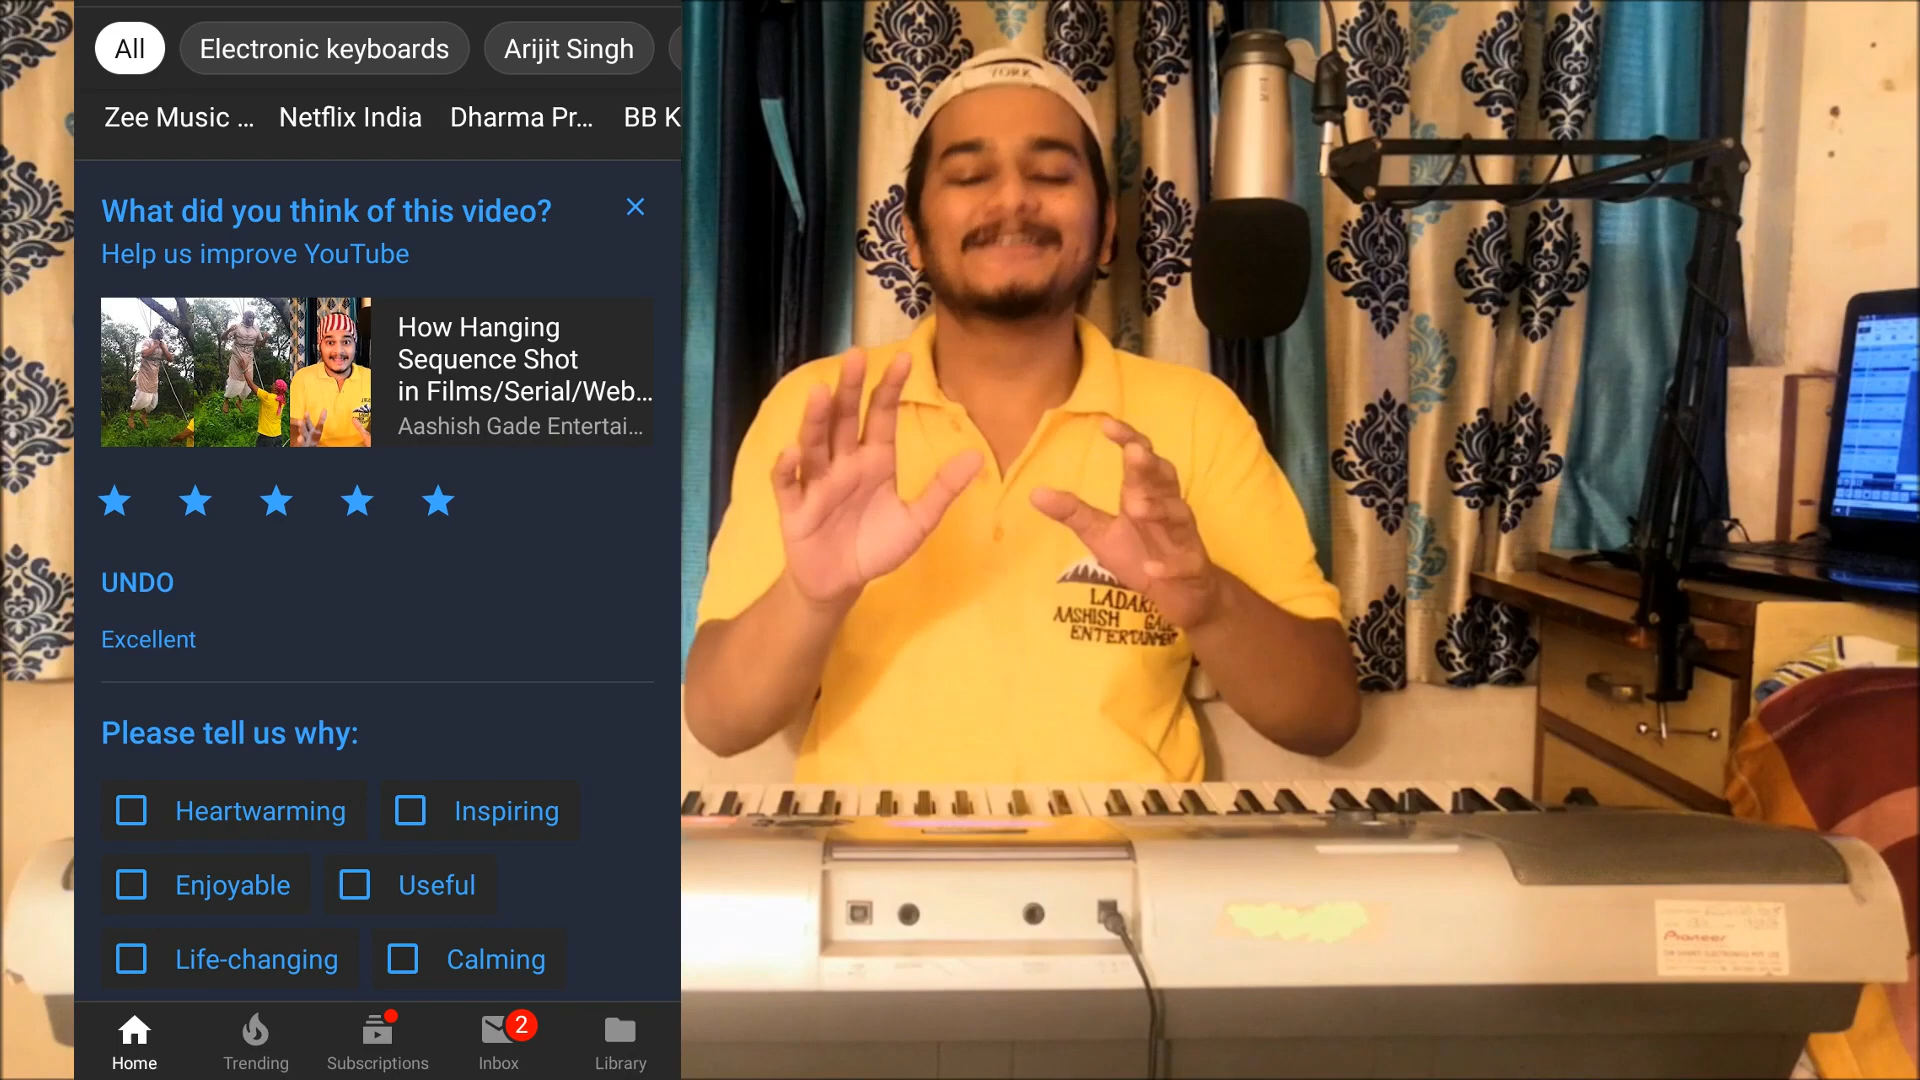 All Electronic keyboards Arijit Singh
Zee Music ... Netflix India Dharma Pr... BB K
What did you think of this video?
Help us improve YouTube
How Hanging
Sequence Shot
in Films/Serial/Web...
Aashish Gade Entertai...
UNDO
Excellent
Please tell us why:
Heartwarming Inspiring
Enjoyable Useful
Life-changing Calming
Home Trending Subscriptions Inbox 2 Library
YORK
LADAKH
AASHISH GADE
ENTERTAINMENT
Pioneer